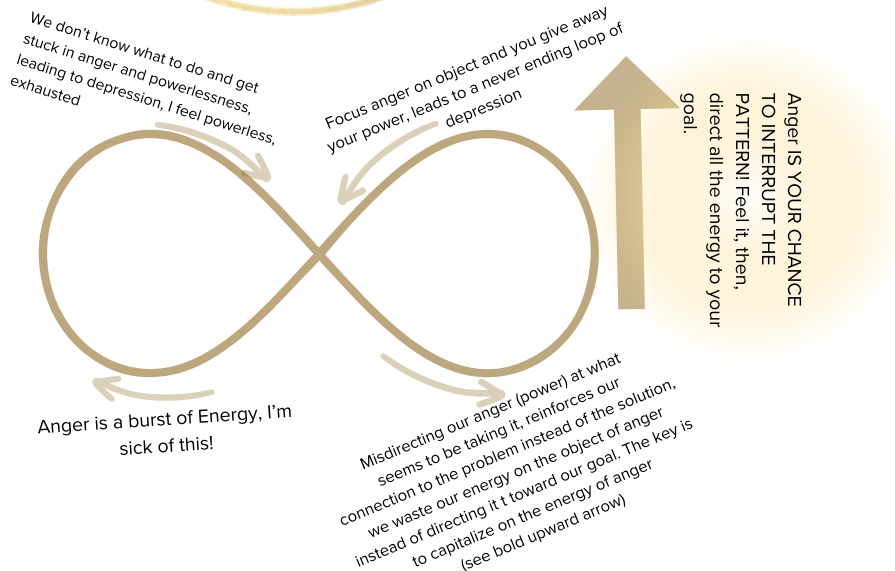 We don't know what to do and get
stuck in anger and powerlessness,
leading to depression, I feel powerless,
exhausted
Focus anger on object and you give away
your power, leads to a never ending loop of
depression
Anger IS YOUR CHANCE
TO INTERRUPT THE
PATTERN! Feel it, then,
direct all the energy to your
goal.
Anger is a burst of Energy, I'm
sick of this!
Misdirecting our anger (power) at what
seems to be taking it, reinforces our
connection to the problem instead of the solution,
we waste our energy on the object of anger
instead of directing it t toward our goal. The key is
to capitalize on the energy of anger
(see bold upward arrow)